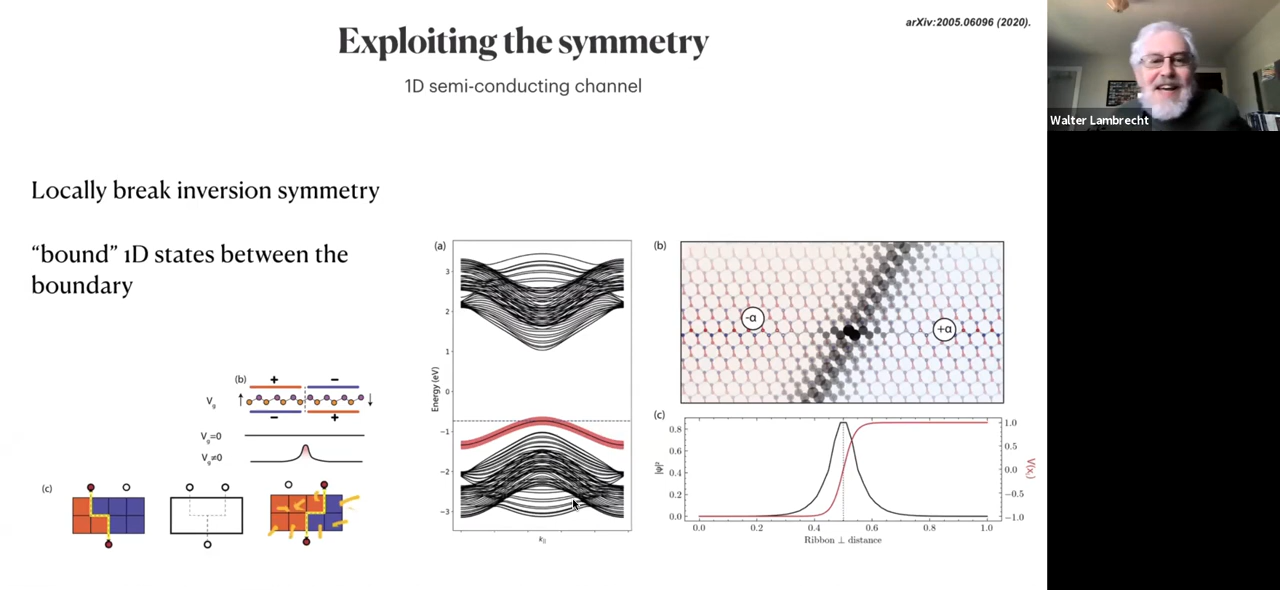 arXiv:2005.06096 (2020).
Exploiting the symmetry
1D semi-conducting channel
Walter Lambrecht
Locally break inversion symmetry
“bound” 1D states between the
boundary
(b)
+
−
Vg
−
+
Vg=0
Vg≠0
(c)
(a)
3
2
1
0
−1
−2
−3
Energy (eV)
k||
(b)
-α
+α
(c)
0.8
0.6
0.4
0.2
0.0
|ψ|²
1.0
0.5
0.0
−0.5
−1.0
V(x,)
0.0 0.2 0.4 0.6 0.8 1.0
Ribbon ⊥ distance